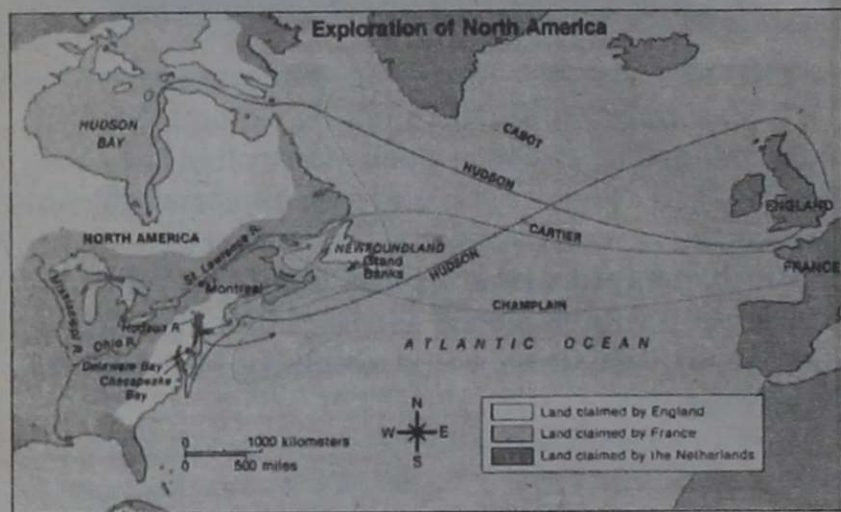 Exploration of North America
HUDSON
BAY
CABOT
HUDSON
ENGLAND
NORTH AMERICA
St. Lawrence R.
NEWFOUNDLAND
Grand
Banks
CARTIER
HUDSON
FRANCE
Montreal
Mississippi R.
CHAMPLAIN
Hudson R.
Ohio R.
ATLANTIC OCEAN
Delaware Bay
Chesapeake
Bay
N
W E
S
0 1000 kilometers
0 500 miles
Land claimed by England
Land claimed by France
Land claimed by the Netherlands